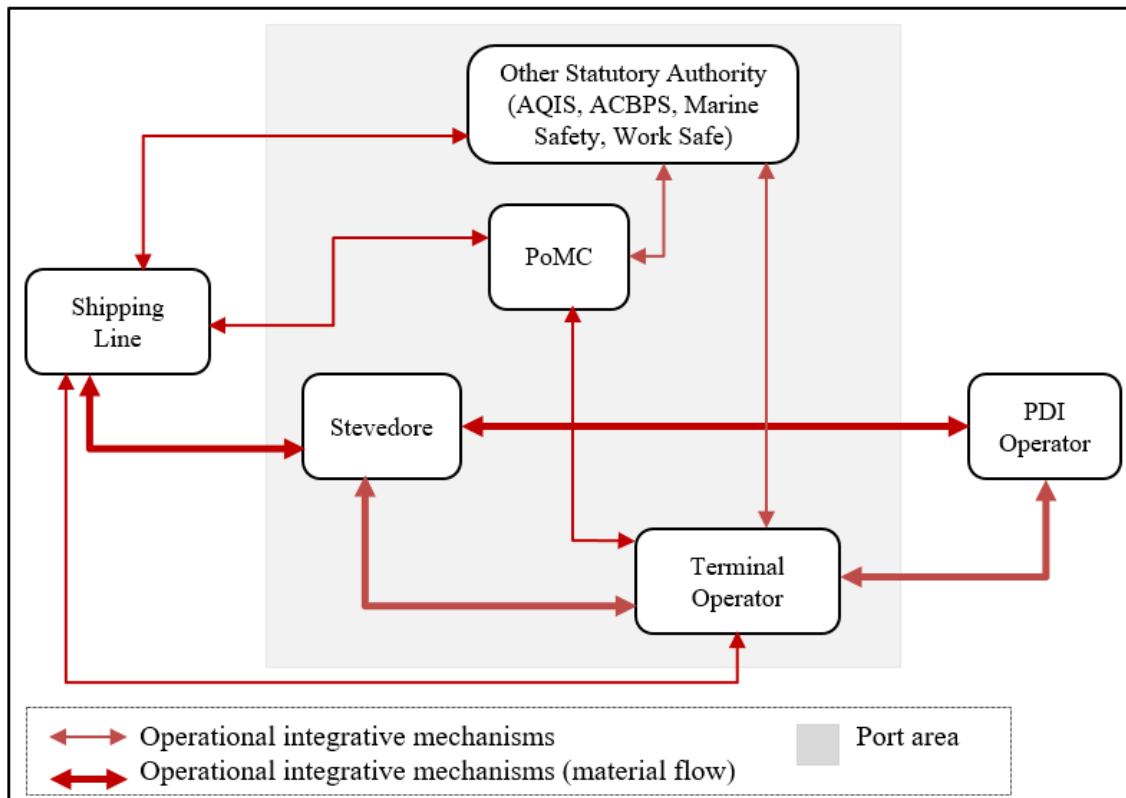 Other Statutory Authority
(AQIS, ACBPS, Marine
Safety, Work Safe)
PoMC
Shipping
Line
Stevedore
PDI
Operator
Terminal
Operator
Operational integrative mechanisms
Port area
Operational integrative mechanisms (material flow)